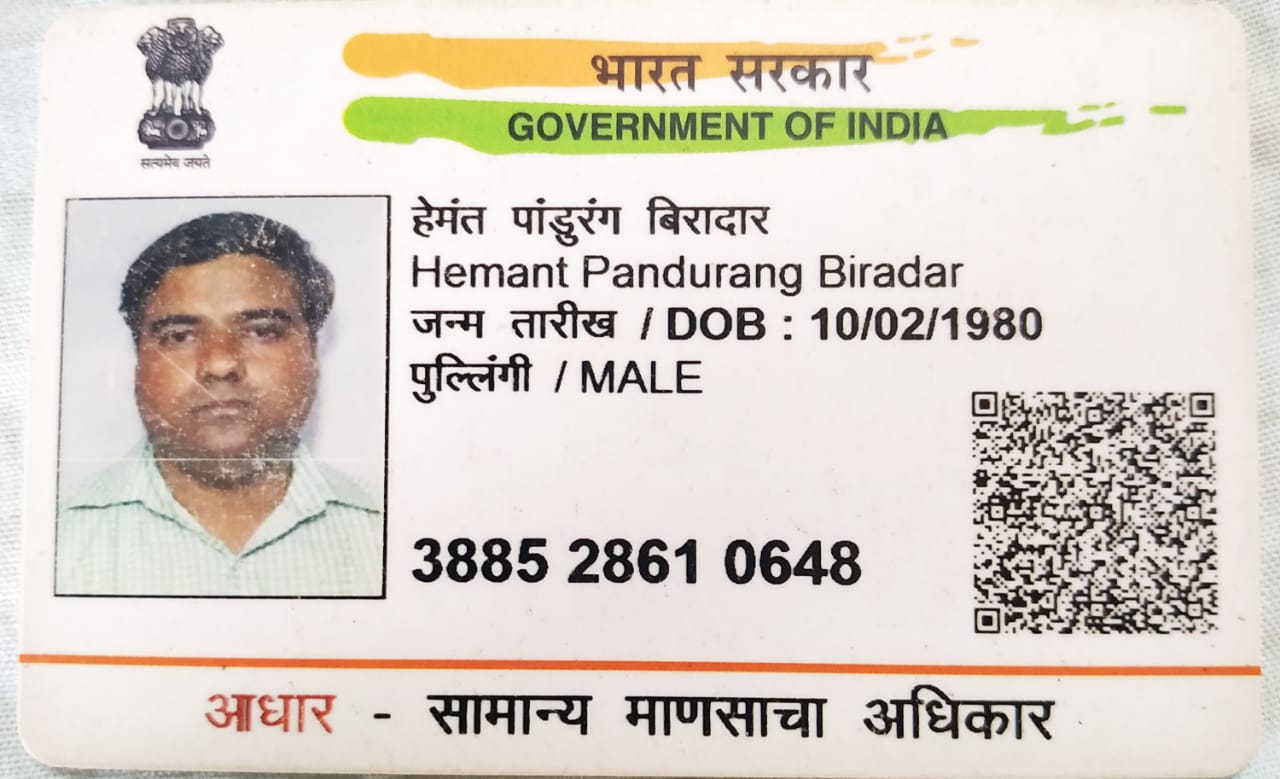 भारत सरकार
GOVERNMENT OF INDIA
सत्यमेव जयते
हेमंत पांडुरंग बिरादार
Hemant Pandurang Biradar
जन्म तारीख / DOB : 10/02/1980
पुल्लिंगी / MALE
3885 2861 0648
आधार - सामान्य माणसाचा अधिकार